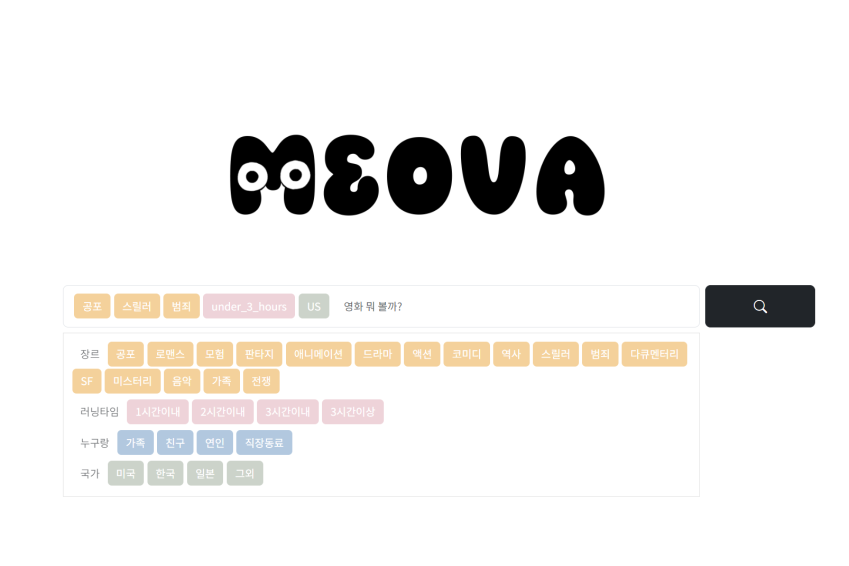 MEOVA
공포 스릴러 범죄 under_3_hours US 영화 뭐 볼까?
장르 공포 로맨스 모험 판타지 애니메이션 드라마 액션 코미디 역사 스릴러 범죄 다큐멘터리
SF 미스터리 음악 가족 전쟁
러닝타임 1시간이내 2시간이내 3시간이내 3시간이상
누구랑 가족 친구 연인 직장동료
국가 미국 한국 일본 그외